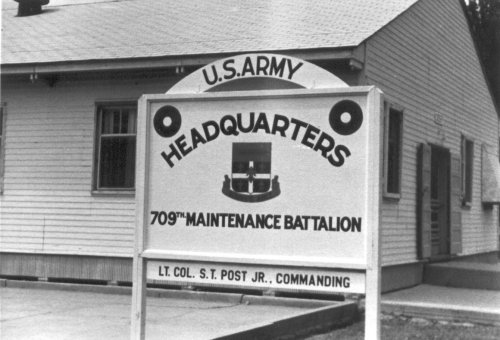 U.S. ARMY
HEADQUARTERS
709TH MAINTENANCE BATTALION
LT. COL. S.T. POST JR., COMMANDING